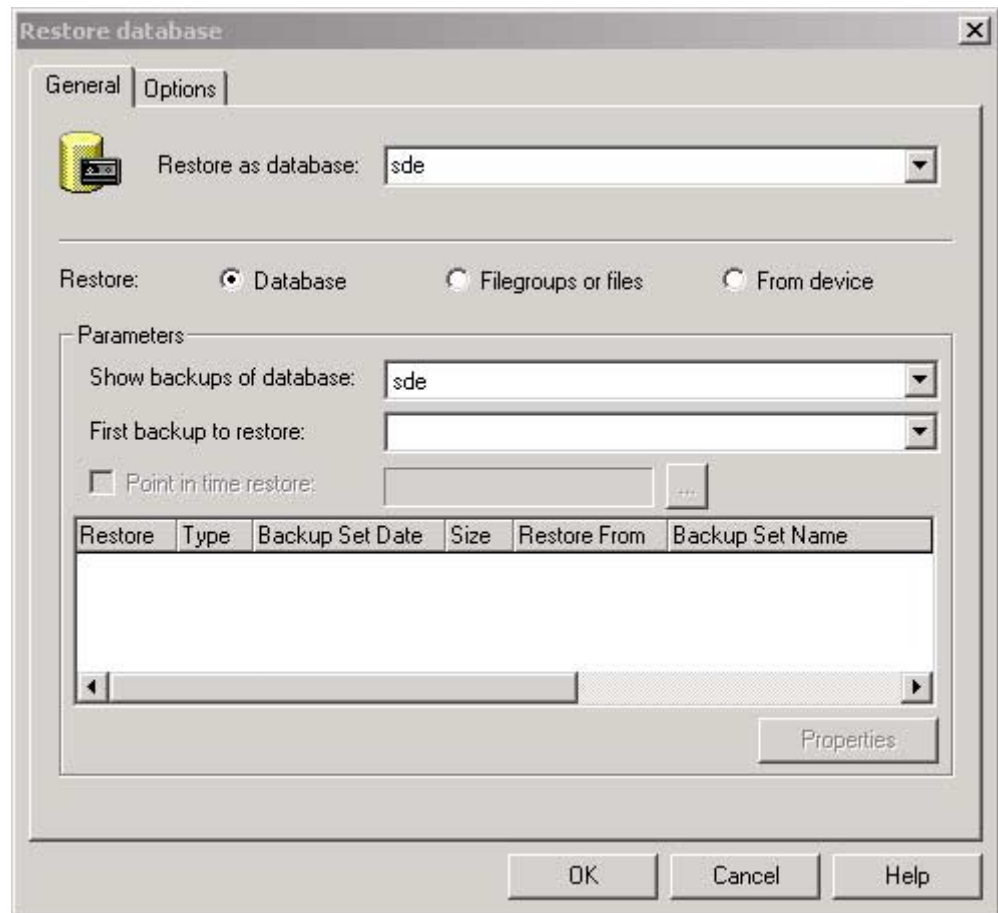 Restore database
General Options
Restore as database: sde
Restore: Database Filegroups or files From device
Parameters
Show backups of database: sde
First backup to restore:
Point in time restore: ...
Restore Type Backup Set Date Size Restore From Backup Set Name
Properties
OK Cancel Help